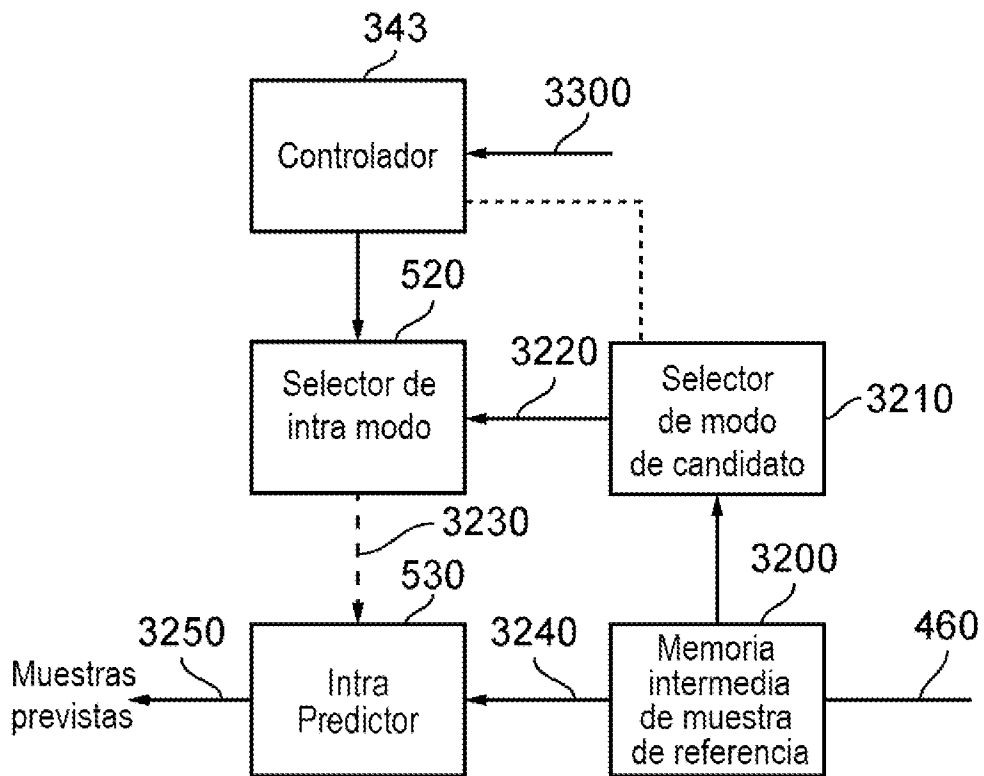 343
3300
Controlador
520
3220
Selector de
intra modo
Selector
de modo
de candidato
3210
3230
530
3200
3250
3240
460
Muestras
previstas
Intra
Predictor
Memoria
intermedia
de muestra
de referencia